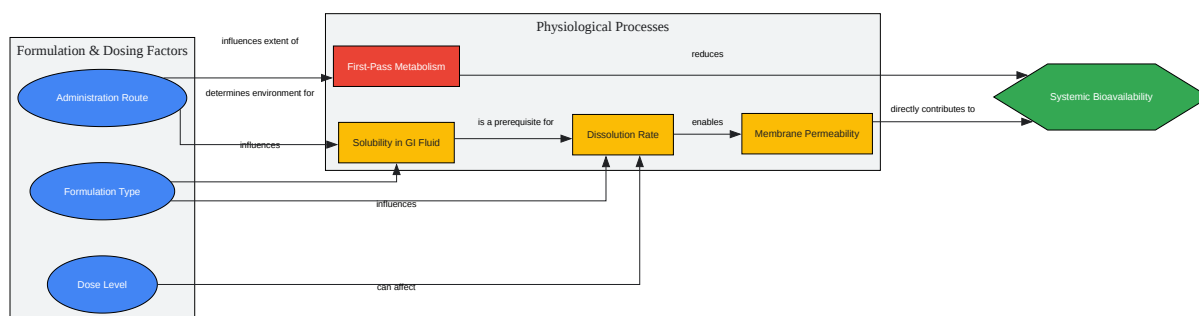 Formulation & Dosing Factors
Administration Route
Formulation Type
Dose Level
influences extent of
determines environment for
influences
influences
can affect
Physiological Processes
First-Pass Metabolism
Solubility in GI Fluid
is a prerequisite for
Dissolution Rate
enables
Membrane Permeability
reduces
directly contributes to
Systemic Bioavailability